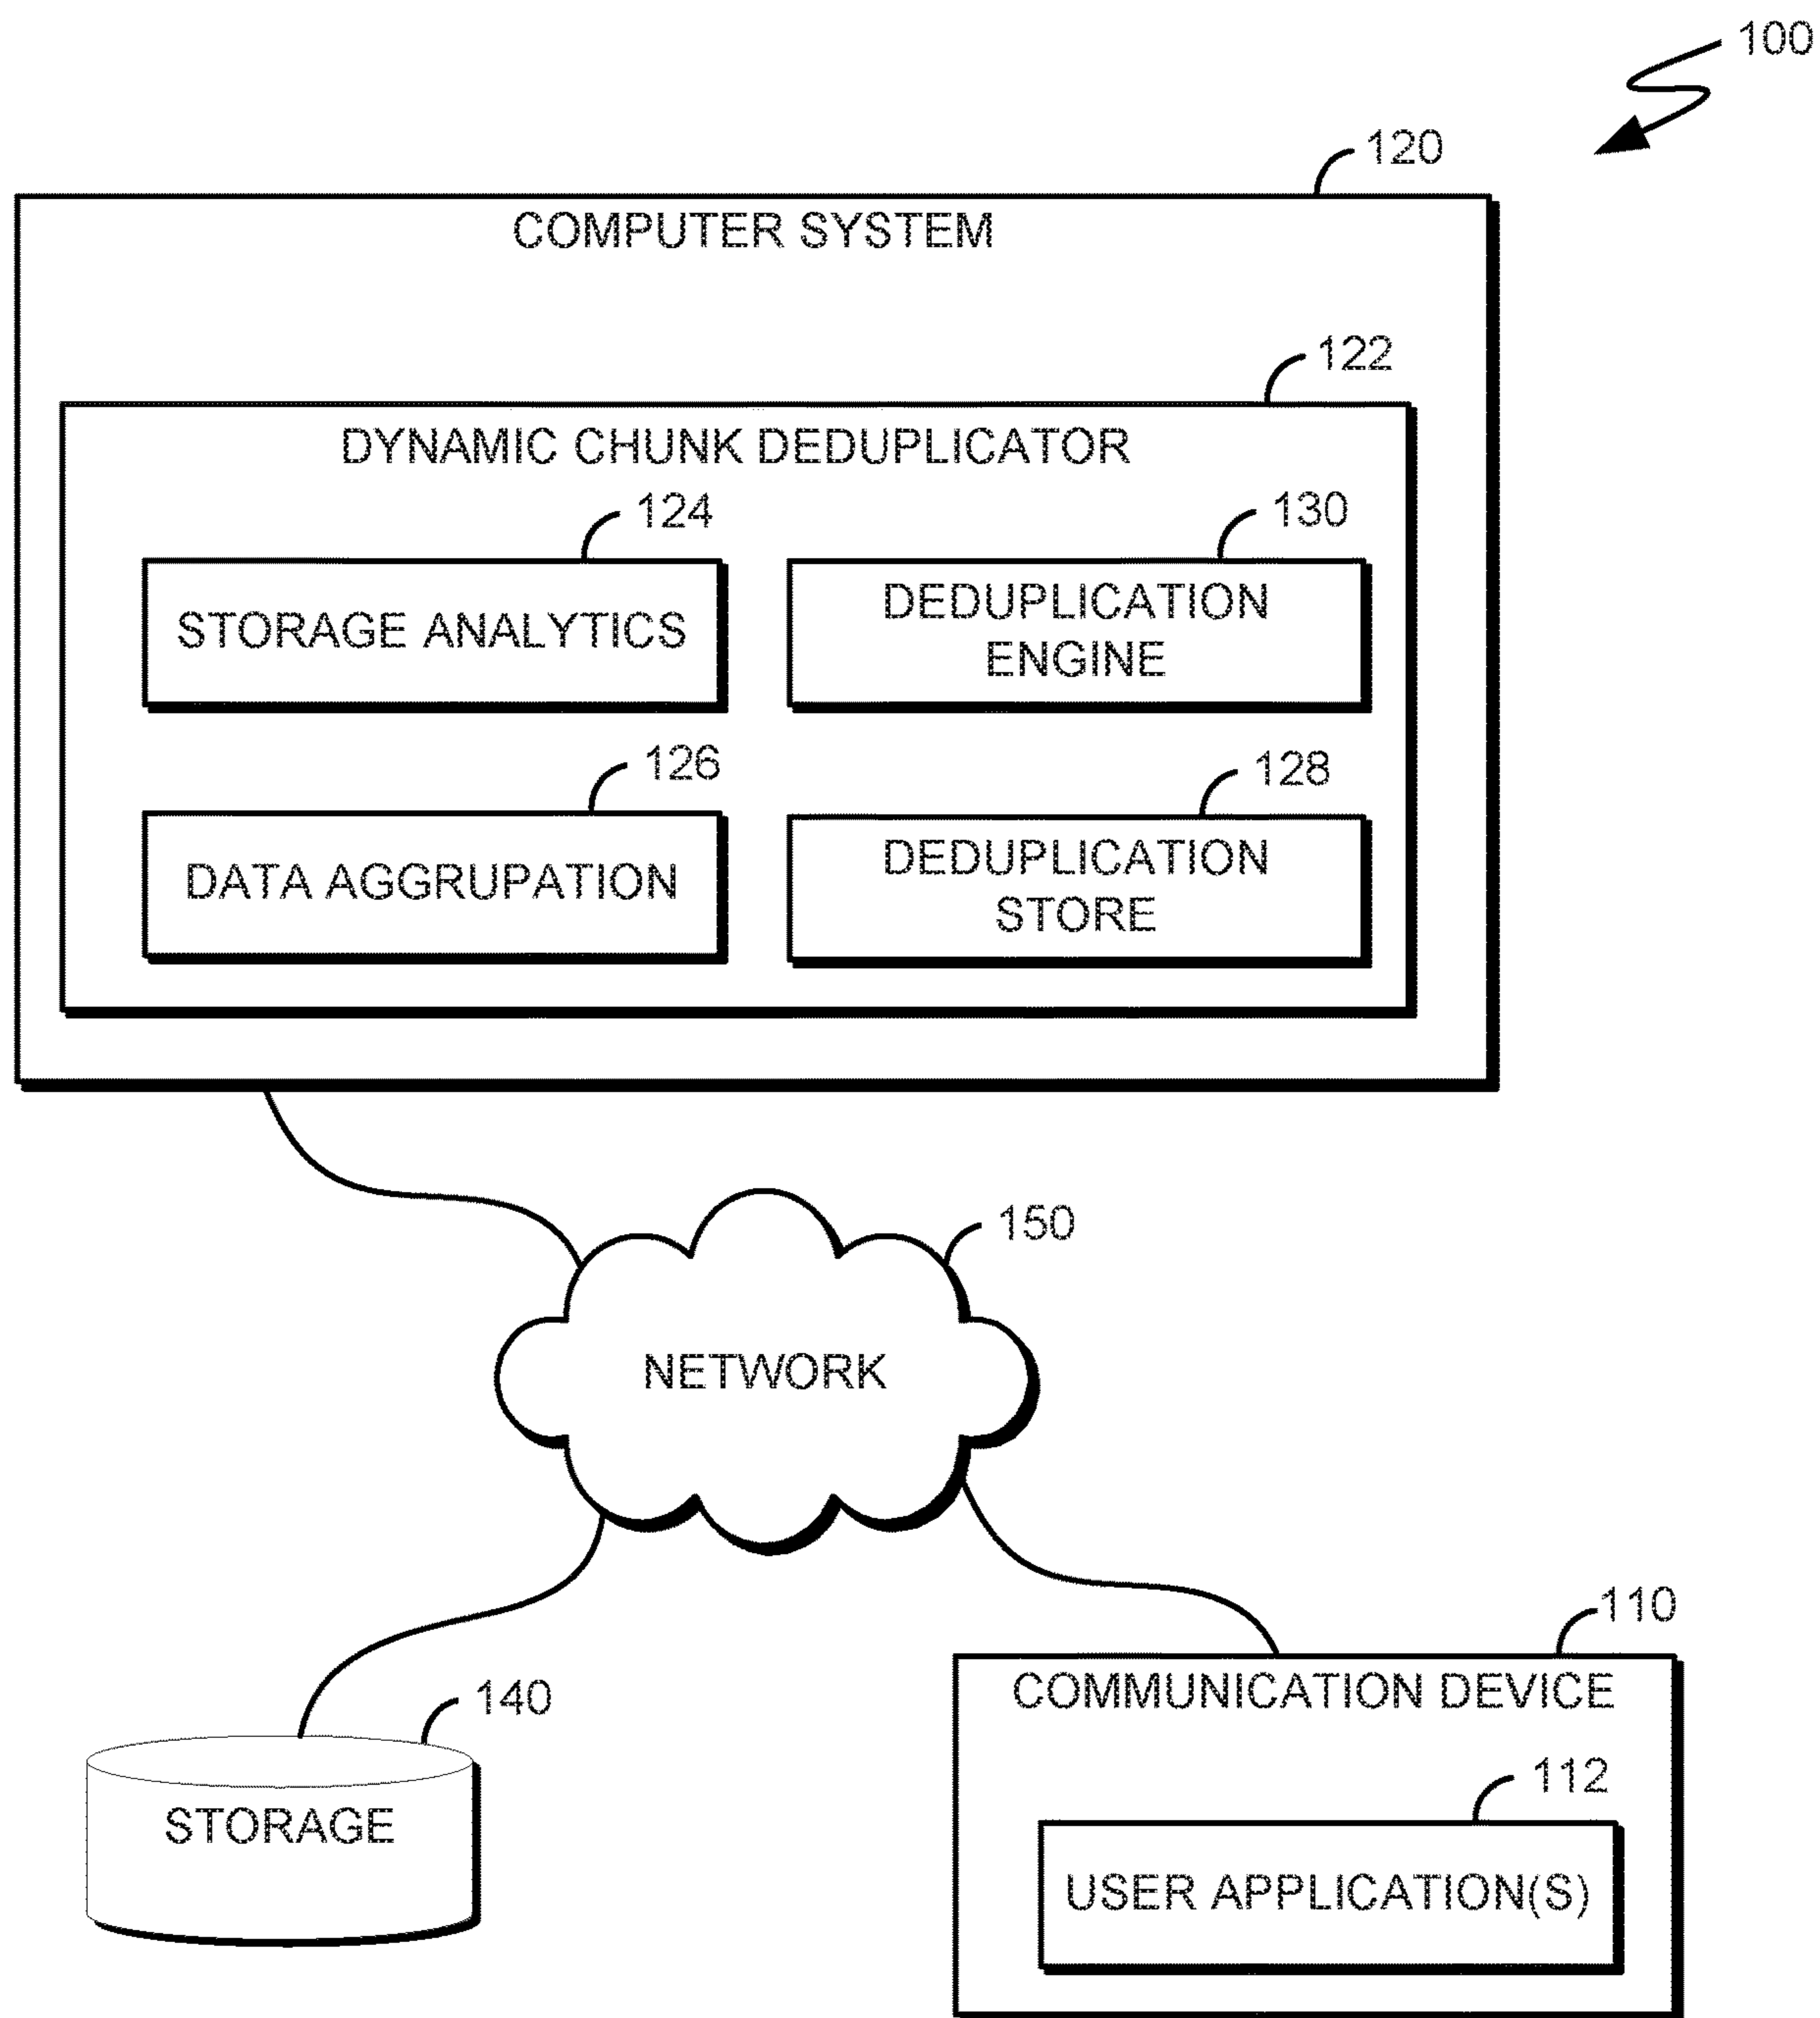 100
120
COMPUTER SYSTEM
122
DYNAMIC CHUNK DEDUPLICATOR
124
130
STORAGE ANALYTICS
DEDUPLICATION
ENGINE
126
128
DATA AGGRUPATION
DEDUPLICATION
STORE
150
NETWORK
110
COMMUNICATION DEVICE
140
STORAGE
112
USER APPLICATION(S)